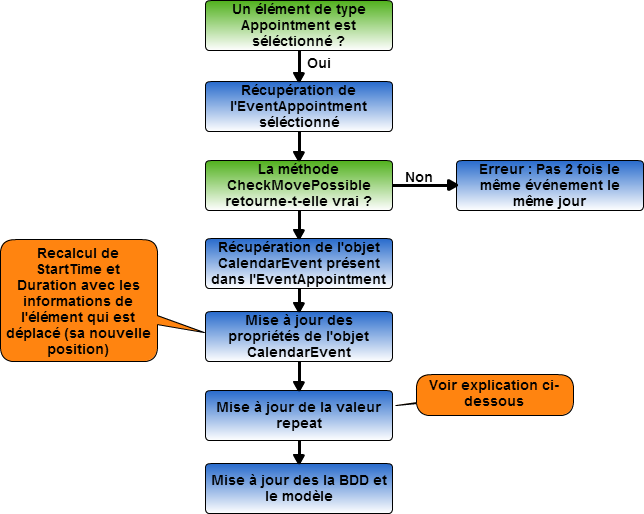 Un élément de type
Appointment est
séléctionné ?
Oui
Récupération de
l'EventAppointment
séléctionné
La méthode
CheckMovePossible
retourne-t-elle vrai ?
Non
Erreur : Pas 2 fois le
même événement le
même jour
Récupération de l'objet
CalendarEvent présent
dans l'EventAppointment
Recalcul de
StartTime et
Duration avec les
informations de
l'élément qui est
déplacé (sa nouvelle
position)
Mise à jour des
propriétés de l'objet
CalendarEvent
Voir explication ci-
dessous
Mise à jour de la valeur
repeat
Mise à jour des la BDD et
le modèle